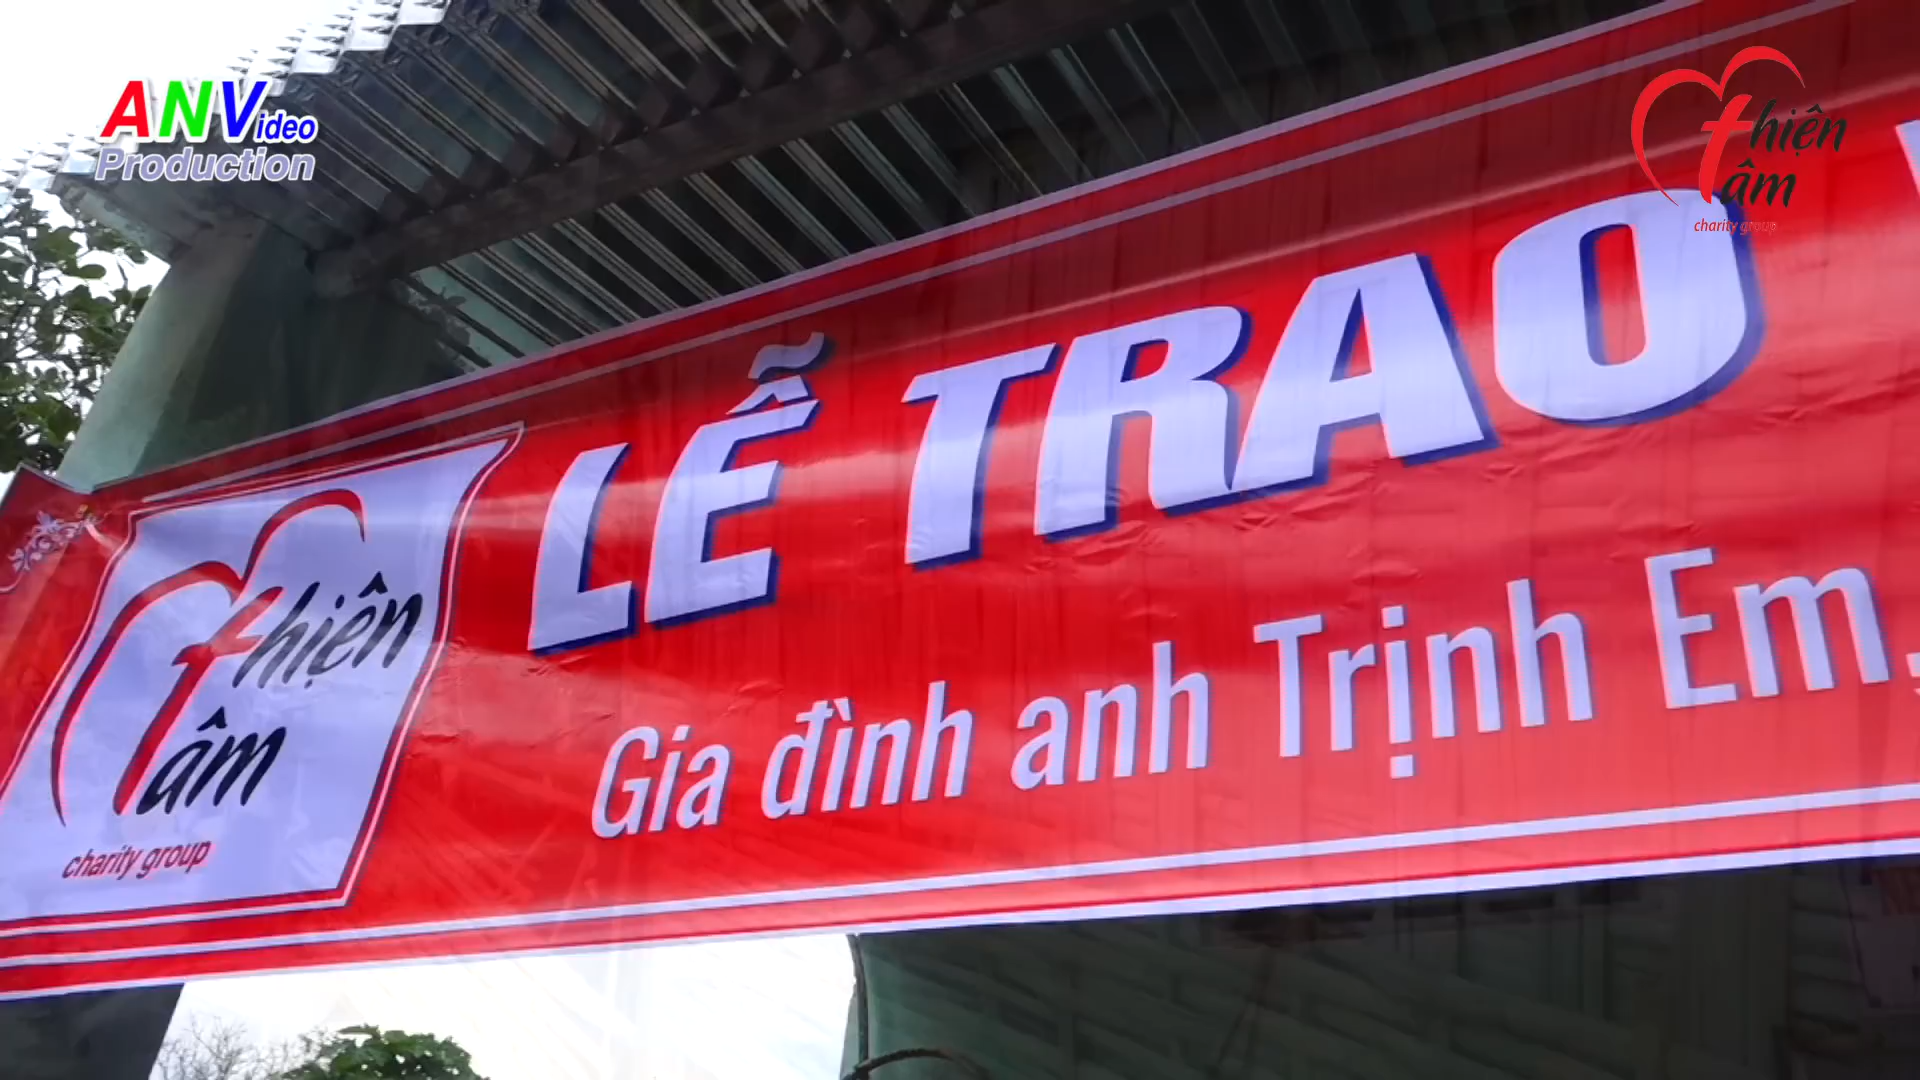 ANVideo
Production
Thiện
Tâm
charity group
LỄ TRAO
Gia đình anh Trịnh Em,
Thiện
Tâm
charity group